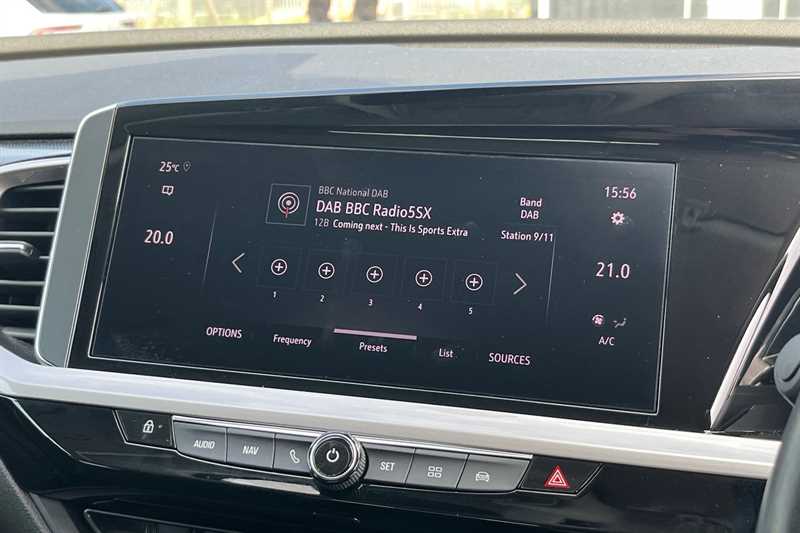 25°C
20.0
BBC National DAB
DAB BBC Radio5SX
12B Coming next - This Is Sports Extra
Band
DAB
Station 9/11
15:56
21.0
A/C
1 2 3 4 5
OPTIONS
Frequency
Presets
List
SOURCES
AUDIO
NAV
SET